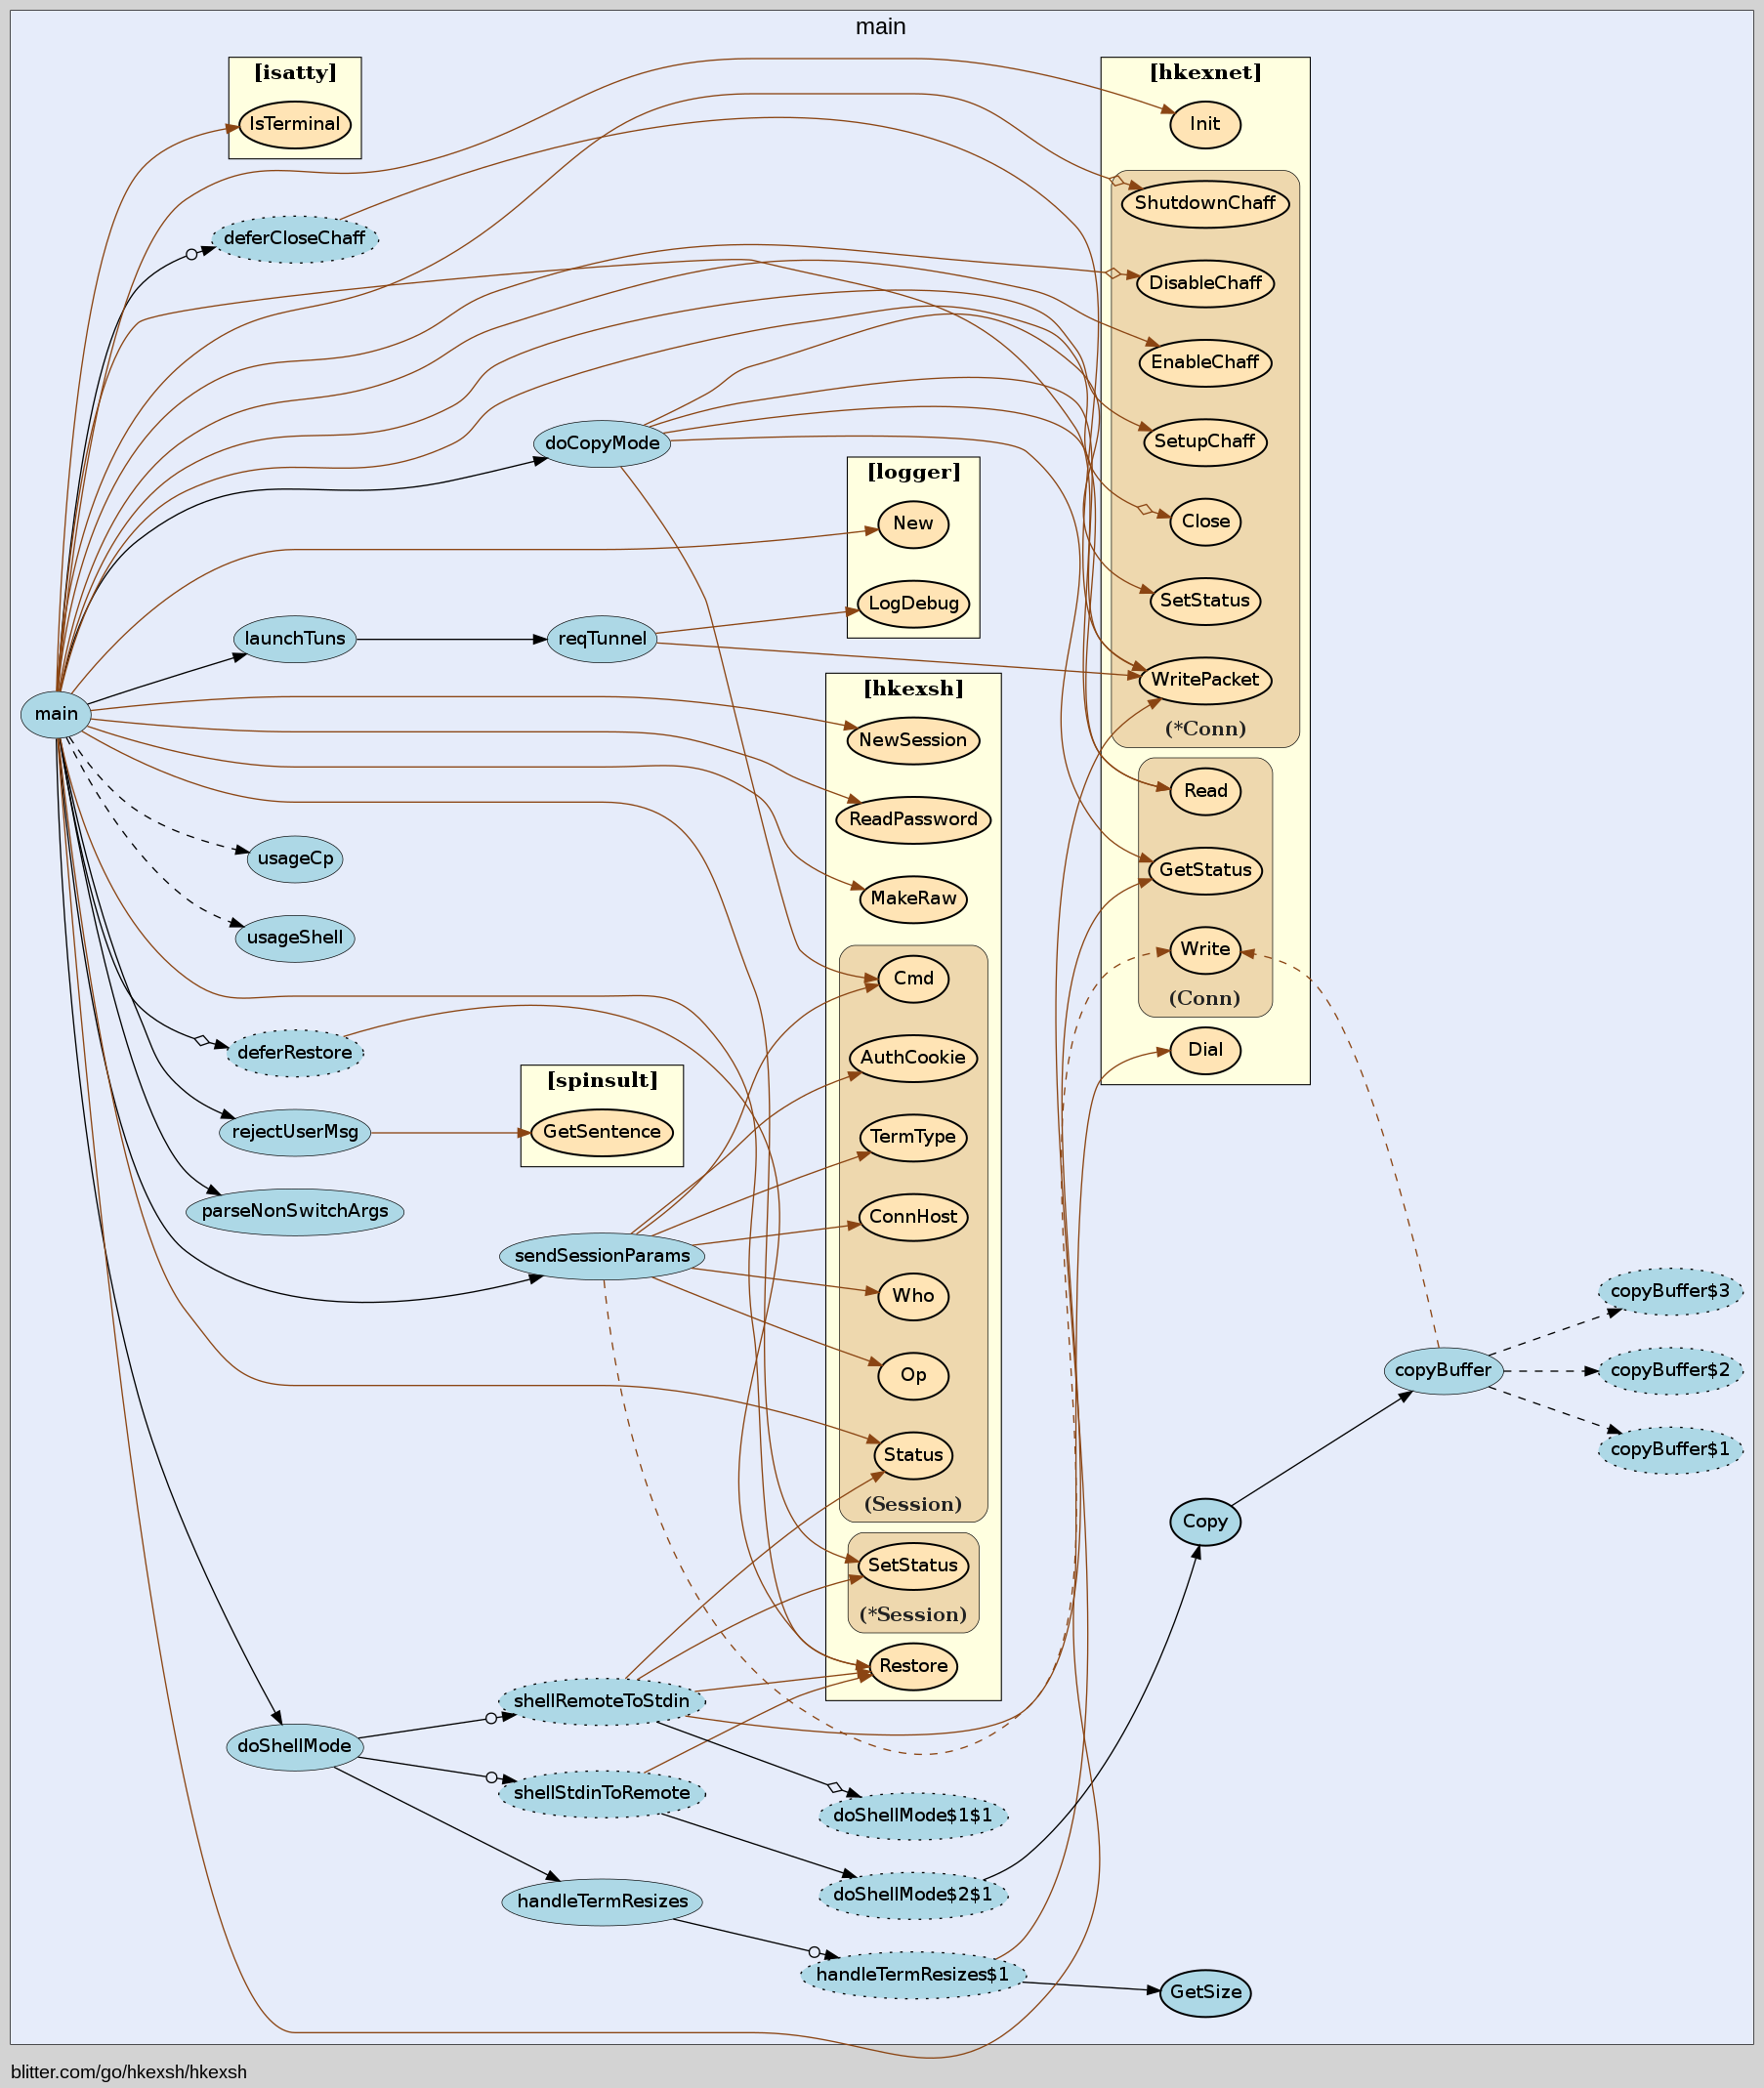 main
[isatty]
IsTerminal
deferCloseChaff
doCopyMode
[logger]
New
LogDebug
launchTuns
reqTunnel
main
usageCp
usageShell
deferRestore
rejectUserMsg
parseNonSwitchArgs
[spinsult]
GetSentence
sendSessionParams
[hkexsh]
NewSession
ReadPassword
MakeRaw
Cmd
AuthCookie
TermType
ConnHost
Who
Op
Status
(Session)
SetStatus
(*Session)
Restore
[hkexnet]
Init
ShutdownChaff
DisableChaff
EnableChaff
SetupChaff
Close
SetStatus
WritePacket
(*Conn)
Read
GetStatus
Write
(Conn)
Dial
copyBuffer$3
copyBuffer
copyBuffer$2
copyBuffer$1
Copy
shellRemoteToStdin
doShellMode
shellStdinToRemote
doShellMode$1$1
doShellMode$2$1
handleTermResizes
handleTermResizes$1
GetSize
blitter.com/go/hkexsh/hkexsh